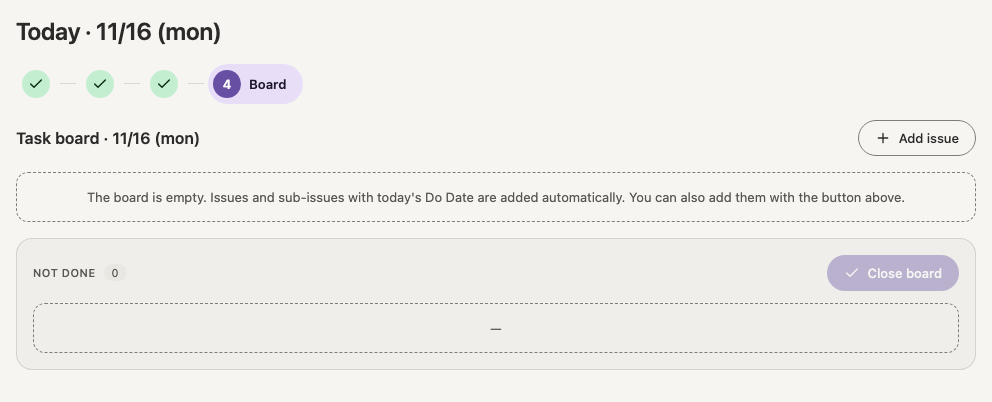 Today · 11/16 (mon)
4 Board
Task board · 11/16 (mon)
+ Add issue
The board is empty. Issues and sub-issues with today's Do Date are added automatically. You can also add them with the button above.
NOT DONE 0
Close board
—